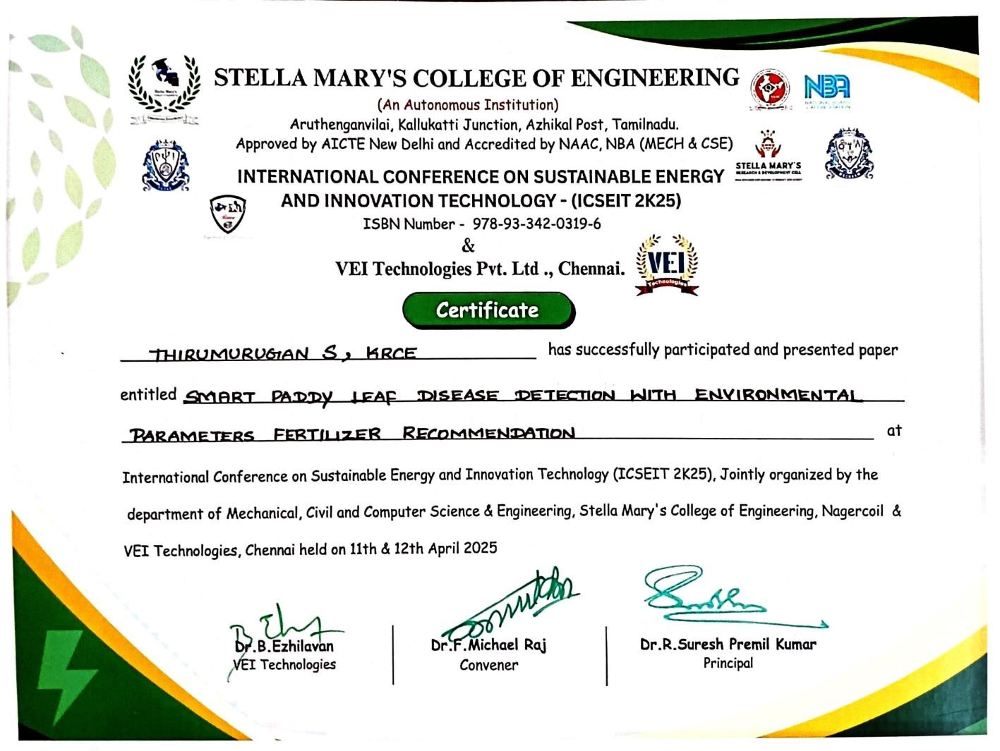 STELLA MARY'S COLLEGE OF ENGINEERING
(An Autonomous Institution)
Aruthenganvilai, Kallukatti Junction, Azhikal Post, Tamilnadu.
Approved by AICTE New Delhi and Accredited by NAAC, NBA (MECH & CSE)
NBA
STELLA MARY'S
RESEARCH & DEVELOPMENT CELL
INTERNATIONAL CONFERENCE ON SUSTAINABLE ENERGY
AND INNOVATION TECHNOLOGY - (ICSEIT 2K25)
ISBN Number - 978-93-342-0319-6
&
VEI Technologies Pvt. Ltd ., Chennai.
VEI
Technologies
Certificate
THIRUMURUGAN S, KRCE has successfully participated and presented paper
entitled SMART PADDY LEAF DISEASE DETECTION WITH ENVIRONMENTAL
PARAMETERS FERTILIZER RECOMMENDATION at
International Conference on Sustainable Energy and Innovation Technology (ICSEIT 2K25), Jointly organized by the
department of Mechanical, Civil and Computer Science & Engineering, Stella Mary's College of Engineering, Nagercoil &
VEI Technologies, Chennai held on 11th & 12th April 2025
Dr.B.Ezhilavan
VEI Technologies
Dr.F.Michael Raj
Convener
Dr.R.Suresh Premil Kumar
Principal